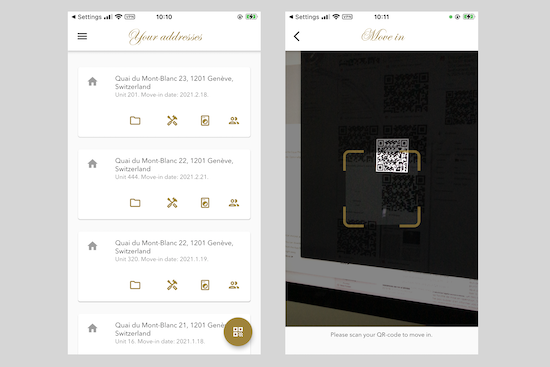 Settings VPN 10:10
Your addresses
Quai du Mont-Blanc 23, 1201 Genève,
Switzerland
Unit 201. Move-in date: 2021.2.18.
Quai du Mont-Blanc 22, 1201 Genève,
Switzerland
Unit 444. Move-in date: 2021.2.21.
Quai du Mont-Blanc 22, 1201 Genève,
Switzerland
Unit 320. Move-in date: 2021.1.19.
Quai du Mont-Blanc 21, 1201 Genève,
Switzerland
Unit 16. Move-in date: 2021.1.18.
Settings VPN 10:11
Move in
Please scan your QR-code to move in.